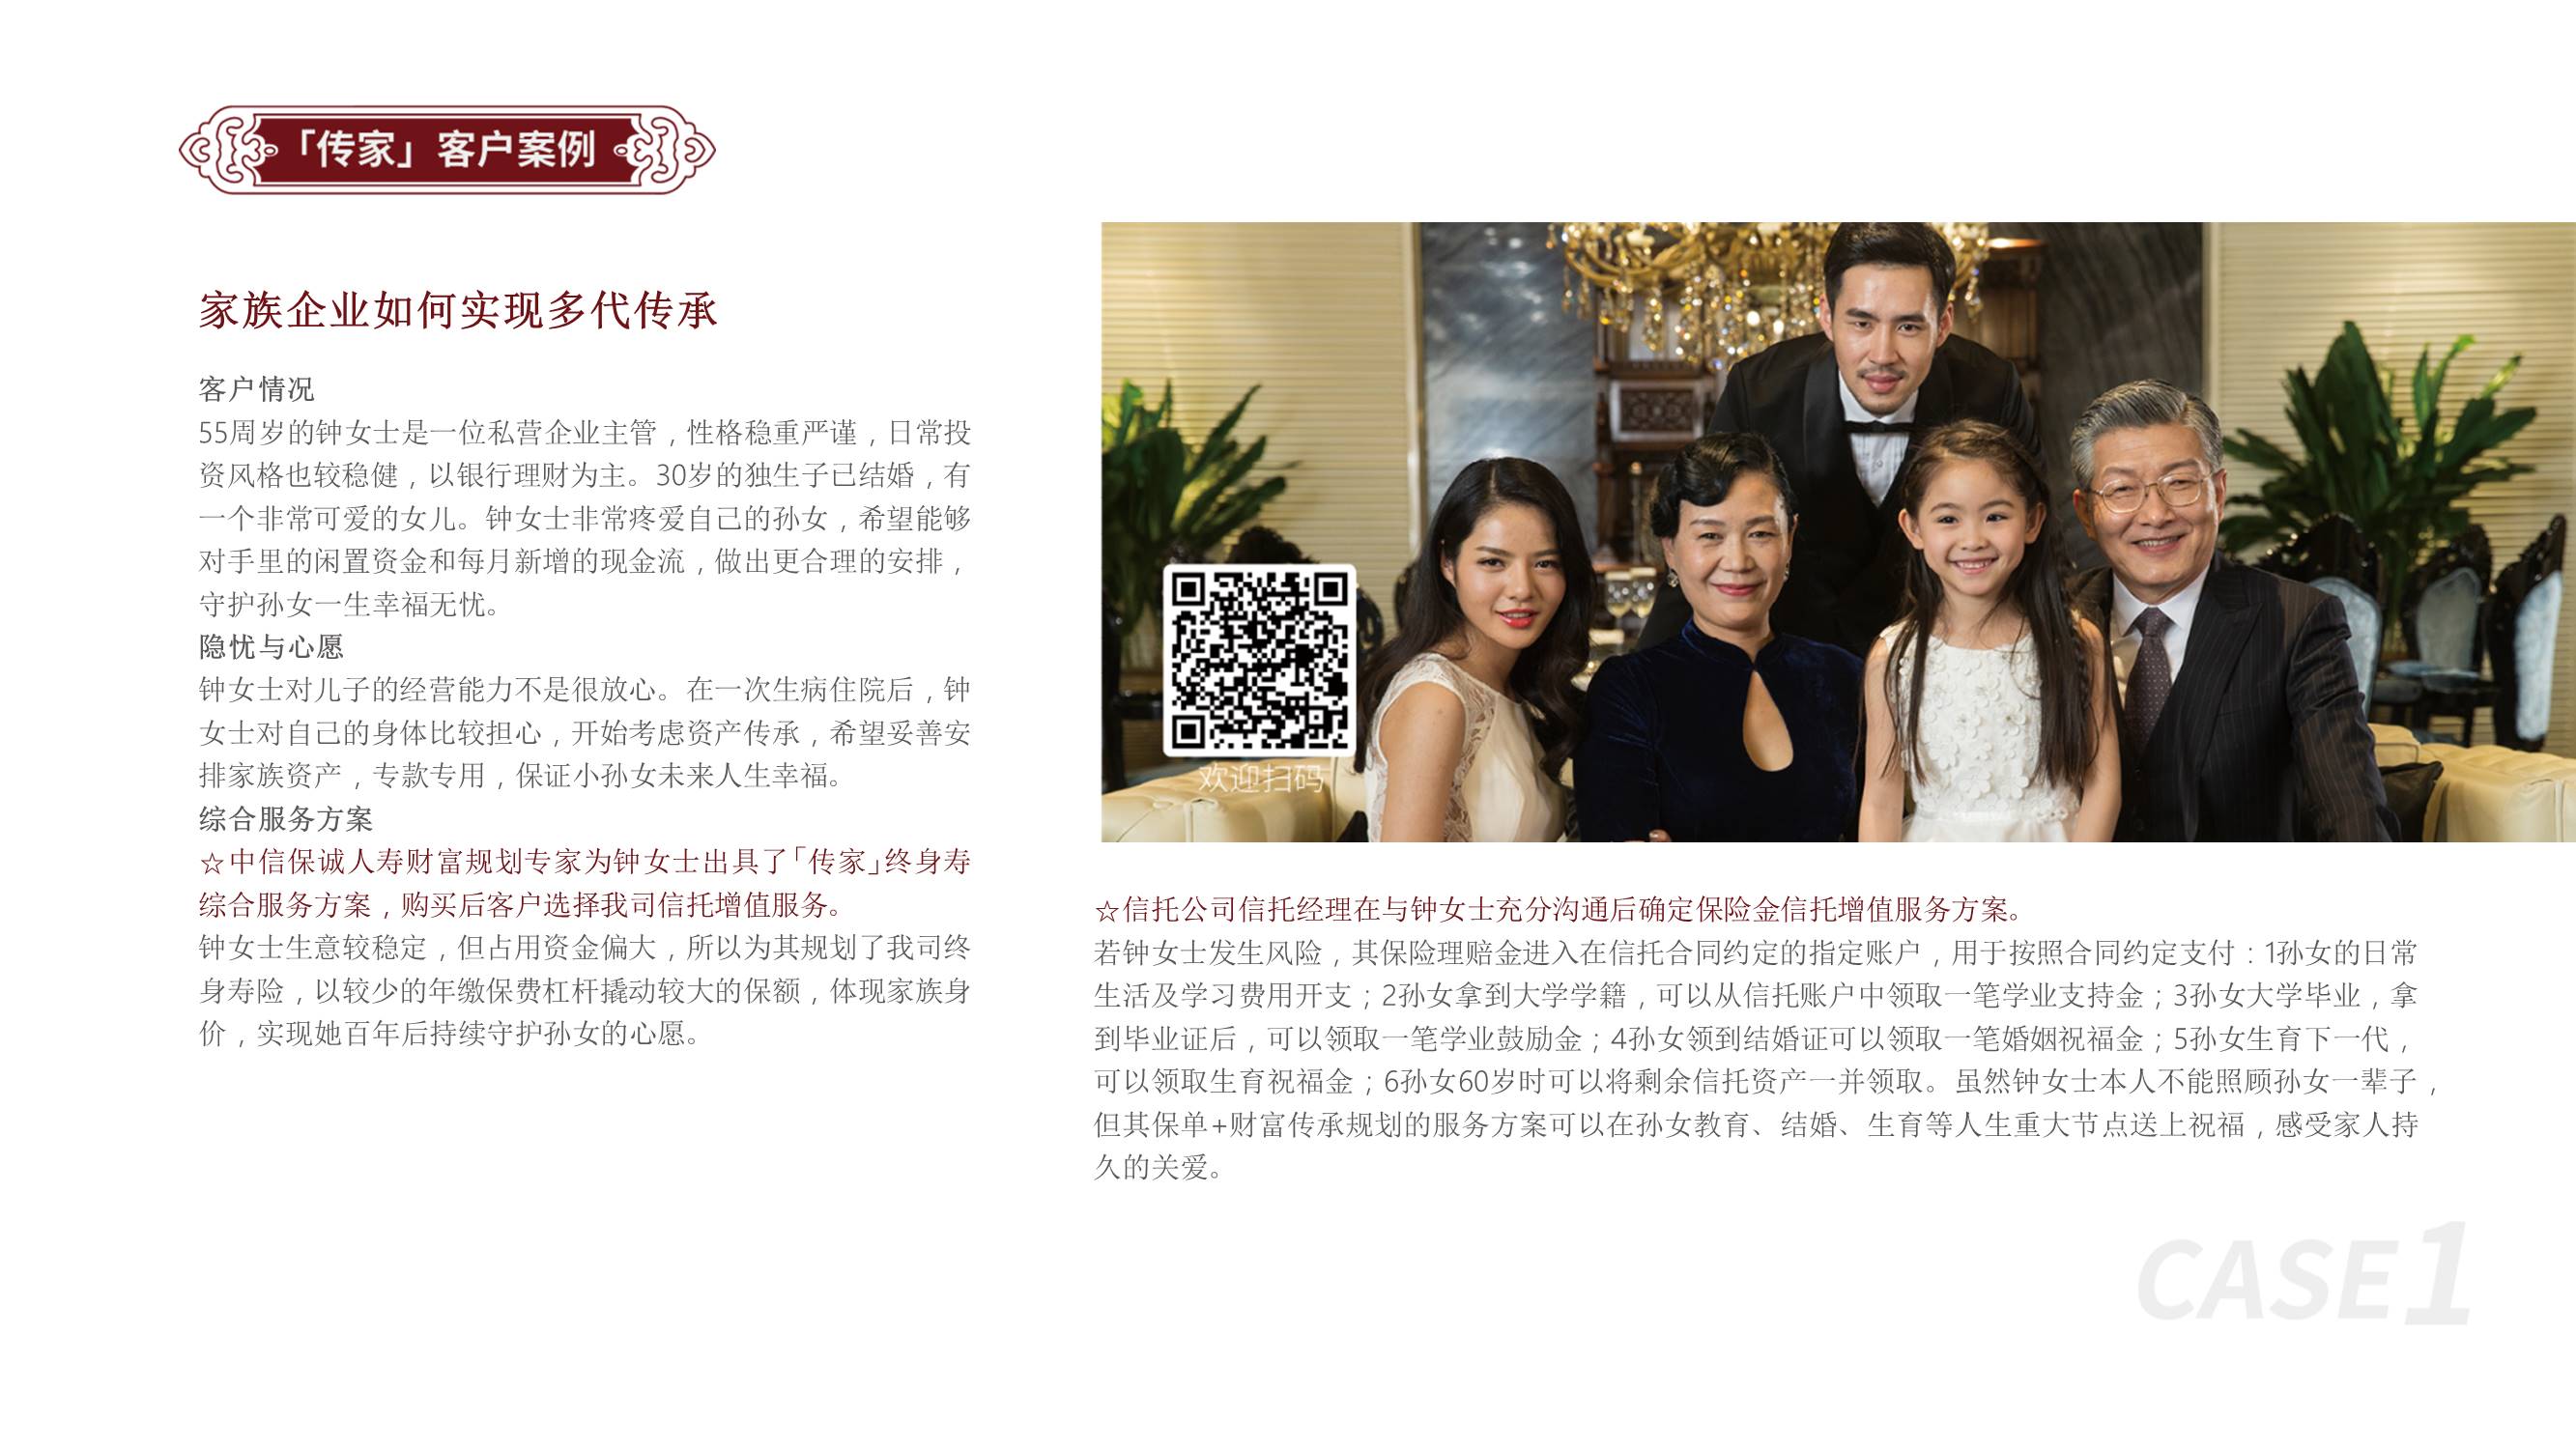 「传家」客户案例
家族企业如何实现多代传承
客户情况
55周岁的钟女士是一位私营企业主管，性格稳重严谨，日常投
资风格也较稳健，以银行理财为主。30岁的独生子已结婚，有
一个非常可爱的女儿。钟女士非常疼爱自己的孙女，希望能够
对手里的闲置资金和每月新增的现金流，做出更合理的安排，
守护孙女一生幸福无忧。
隐忧与心愿
钟女士对儿子的经营能力不是很放心。在一次生病住院后，钟
女士对自己的身体比较担心，开始考虑资产传承，希望妥善安
排家族资产，专款专用，保证小孙女未来人生幸福。
综合服务方案
☆中信保诚人寿财富规划专家为钟女士出具了「传家」终身寿
综合服务方案，购买后客户选择我司信托增值服务。
钟女士生意较稳定，但占用资金偏大，所以为其规划了我司终
身寿险，以较少的年缴保费杠杆撬动较大的保额，体现家族身
价，实现她百年后持续守护孙女的心愿。
欢迎扫码
☆信托公司信托经理在与钟女士充分沟通后确定保险金信托增值服务方案。
若钟女士发生风险，其保险理赔金进入在信托合同约定的指定账户，用于按照合同约定支付：1孙女的日常
生活及学习费用开支；2孙女拿到大学学籍，可以从信托账户中领取一笔学业支持金；3孙女大学毕业，拿
到毕业证后，可以领取一笔学业鼓励金；4孙女领到结婚证可以领取一笔婚姻祝福金；5孙女生育下一代，
可以领取生育祝福金；6孙女60岁时可以将剩余信托资产一并领取。虽然钟女士本人不能照顾孙女一辈子，
但其保单+财富传承规划的服务方案可以在孙女教育、结婚、生育等人生重大节点送上祝福，感受家人持
久的关爱。
CASE1